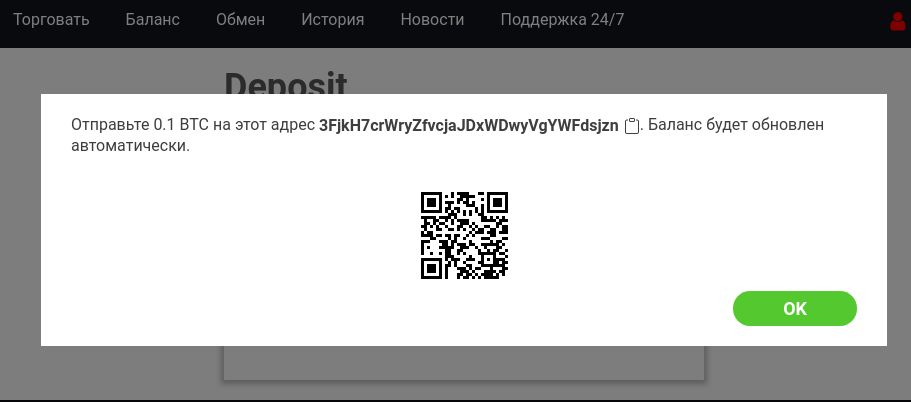 Торговать Баланс Обмен История Новости Поддержка 24/7
Deposit
Отправьте 0.1 BTC на этот адрес 3FjkH7crWryZfvcjaJDxWDwyVgYWFdsjzn. Баланс будет обновлен
автоматически.
OK